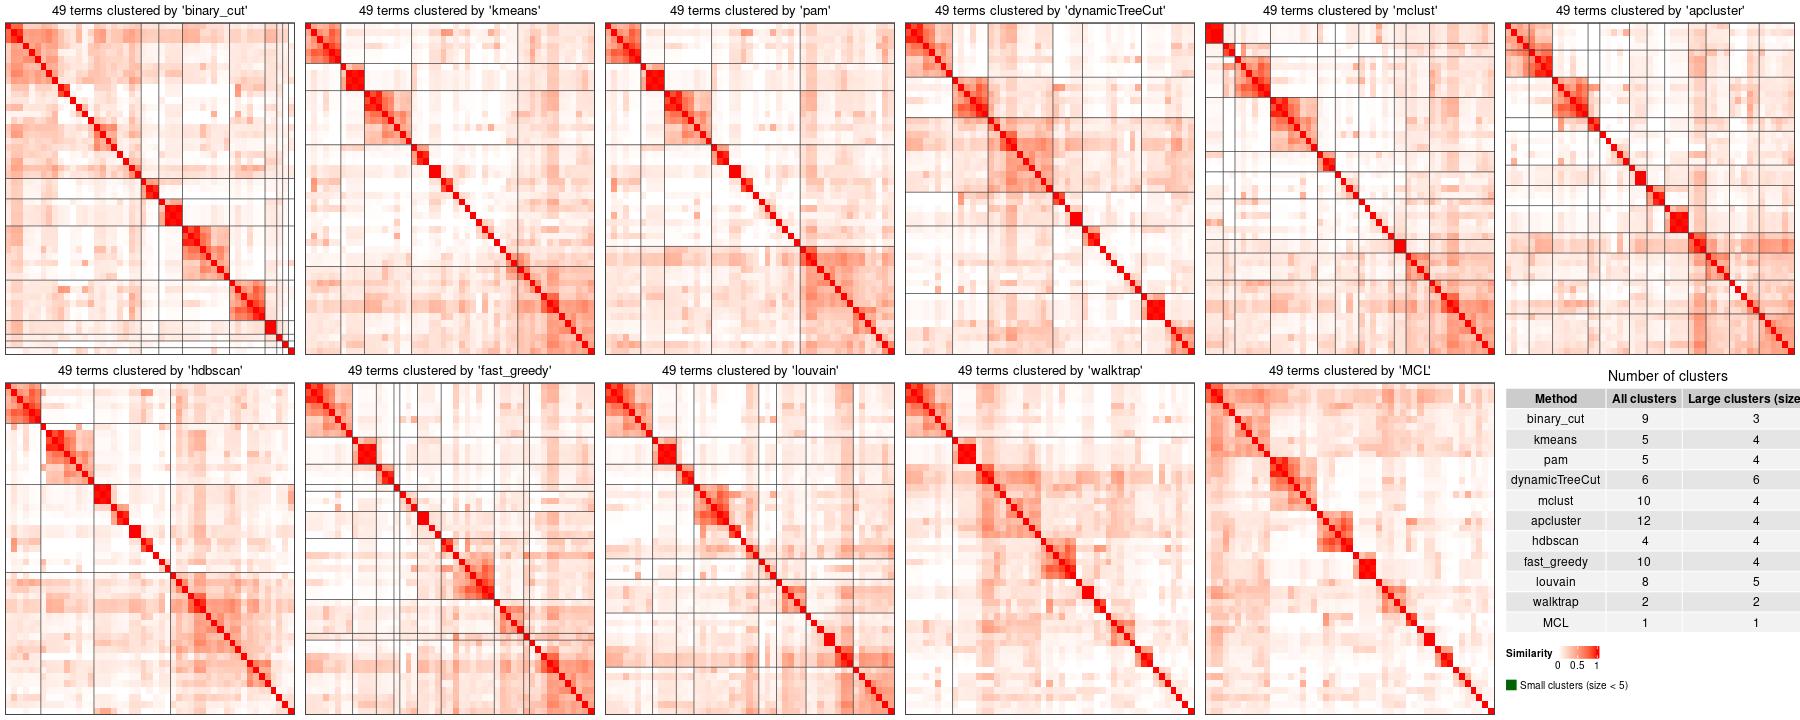 49 terms clustered by 'binary_cut'
49 terms clustered by 'kmeans'
49 terms clustered by 'pam'
49 terms clustered by 'dynamicTreeCut'
49 terms clustered by 'mclust'
49 terms clustered by 'apcluster'
49 terms clustered by 'hdbscan'
49 terms clustered by 'fast_greedy'
49 terms clustered by 'louvain'
49 terms clustered by 'walktrap'
49 terms clustered by 'MCL'
Number of clusters
Method All clusters Large clusters (size
binary_cut 9 3
kmeans 5 4
pam 5 4
dynamicTreeCut 6 6
mclust 10 4
apcluster 12 4
hdbscan 4 4
fast_greedy 10 4
louvain 8 5
walktrap 2 2
MCL 1 1
Similarity
0 0.5 1
Small clusters (size < 5)